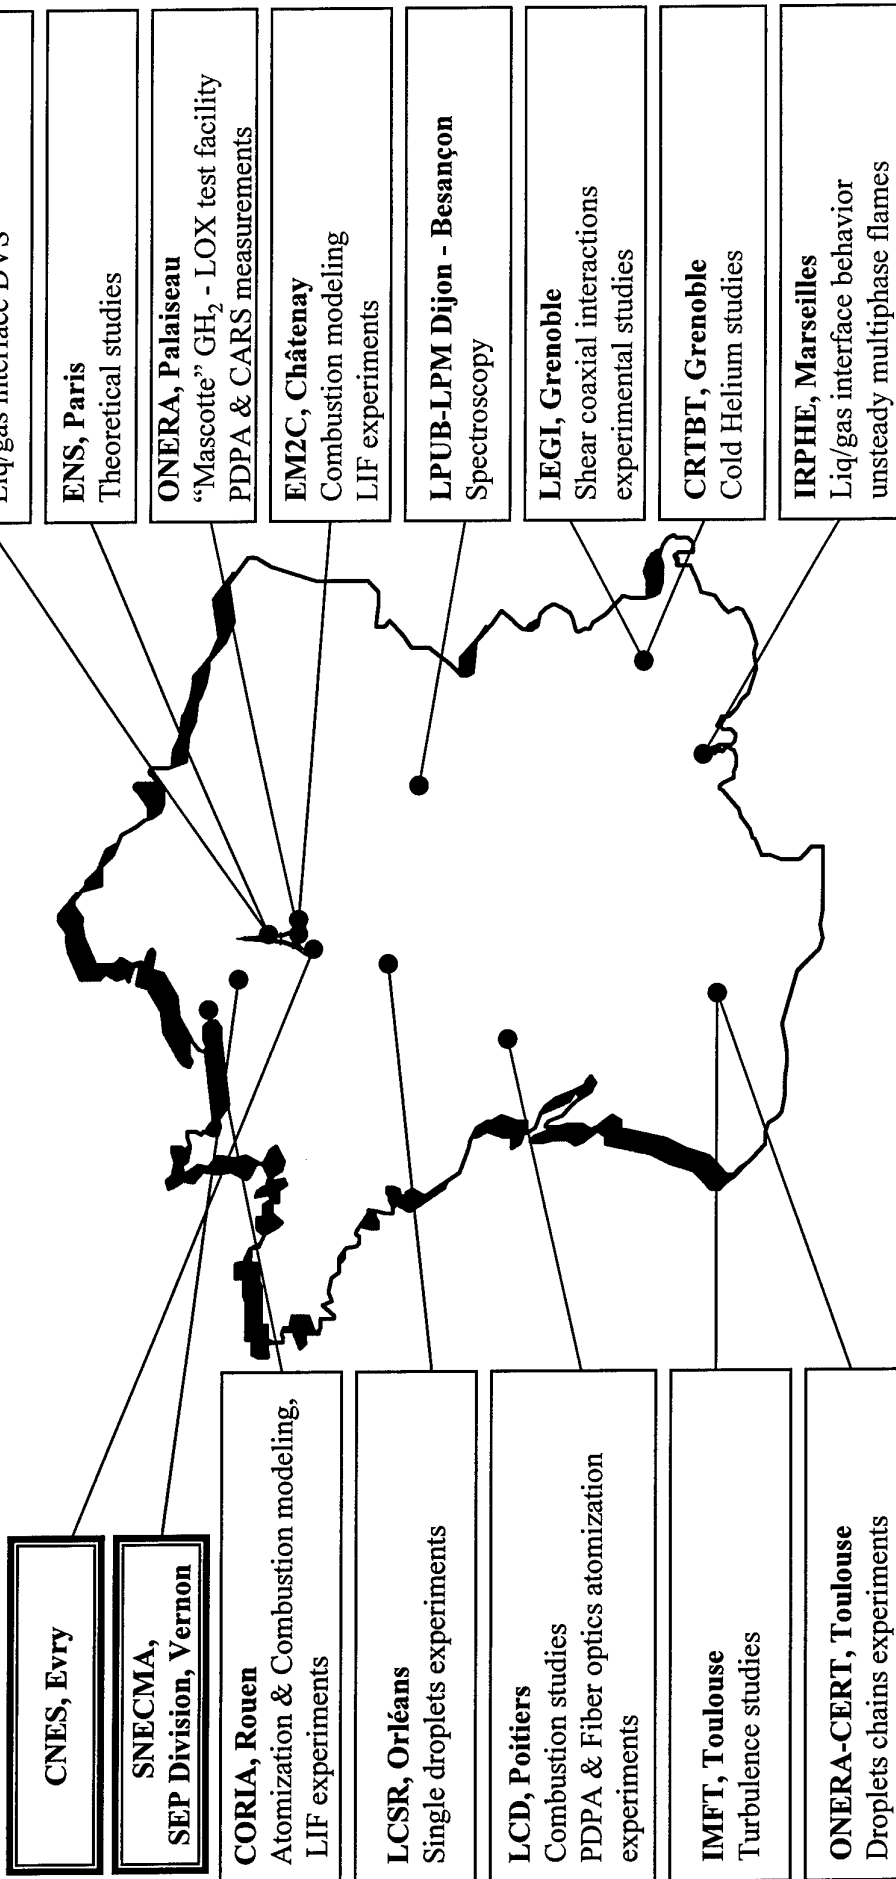 CNES, Evry
SNECMA,
SEP Division, Vernon
CORIA, Rouen
Atomization & Combustion modeling,
LIF experiments
LCSR, Orléans
Single droplets experiments
LCD, Poitiers
Combustion studies
PDPA & Fiber optics atomization
experiments
IMFT, Toulouse
Turbulence studies
ONERA-CERT, Toulouse
Droplets chains experiments
Liq/gas interface DVS
ENS, Paris
Theoretical studies
ONERA, Palaiseau
“Mascotte” GH₂ - LOX test facility
PDPA & CARS measurements
EM2C, Châtenay
Combustion modeling
LIF experiments
LPUB-LPM Dijon - Besançon
Spectroscopy
LEGI, Grenoble
Shear coaxial interactions
experimental studies
CRTBT, Grenoble
Cold Helium studies
IRPHE, Marseilles
Liq/gas interface behavior
unsteady multiphase flames